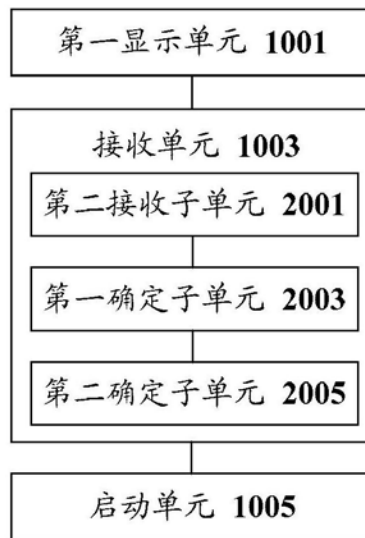 第一显示单元 1001
接收单元 1003
第二接收子单元 2001
第一确定子单元 2003
第二确定子单元 2005
启动单元 1005